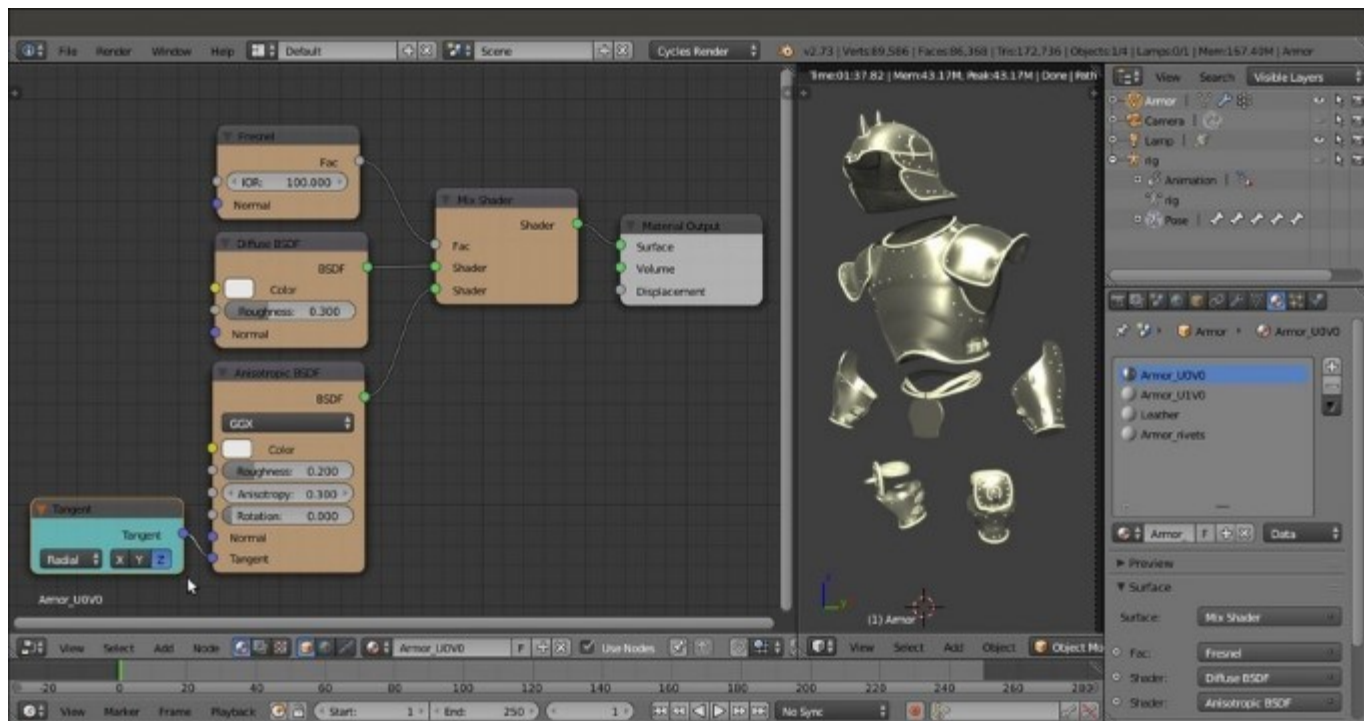 File Render Window Help Default Scene Cycles Render v2.73 | Verts:89,586 | Faces:86,368 | Tris:172,736 | Objects:1/4 | Lamps:0/1 | Mem:157.40M | Armor
Time:01:37.82 | Mem:43.17M, Peak:43.17M | Done | Path
View Search Visible Layers
Armor
Camera
Lamp
rig
Animation
rig
Pose
Fresnel
Fac
IOR: 100.000
Normal
Diffuse BSDF
BSDF
Color
Roughness: 0.300
Normal
Anisotropic BSDF
BSDF
GGX
Color
Roughness: 0.200
Anisotropy: 0.300
Rotation: 0.000
Normal
Tangent
Tangent
Tangent
Radial X Y Z
Mix Shader
Shader
Fac
Shader
Shader
Material Output
Surface
Volume
Displacement
Armor_U0V0
(1) Armor
Armor Armor_U0V0
Armor_U0V0
Armor_U1V0
Leather
Armor_rivets
Armor_ F Data
Preview
Surface
Surface: Mix Shader
Fac: Fresnel
Shader: Diffuse BSDF
Shader: Anisotropic BSDF
View Select Add Node Armor_U0V0 F Use Nodes
View Select Add Object Object Mo
-20 0 20 40 60 80 100 120 140 160 180 200 220 240 260 280
View Marker Frame Playback Start: 1 End: 250 1 No Sync